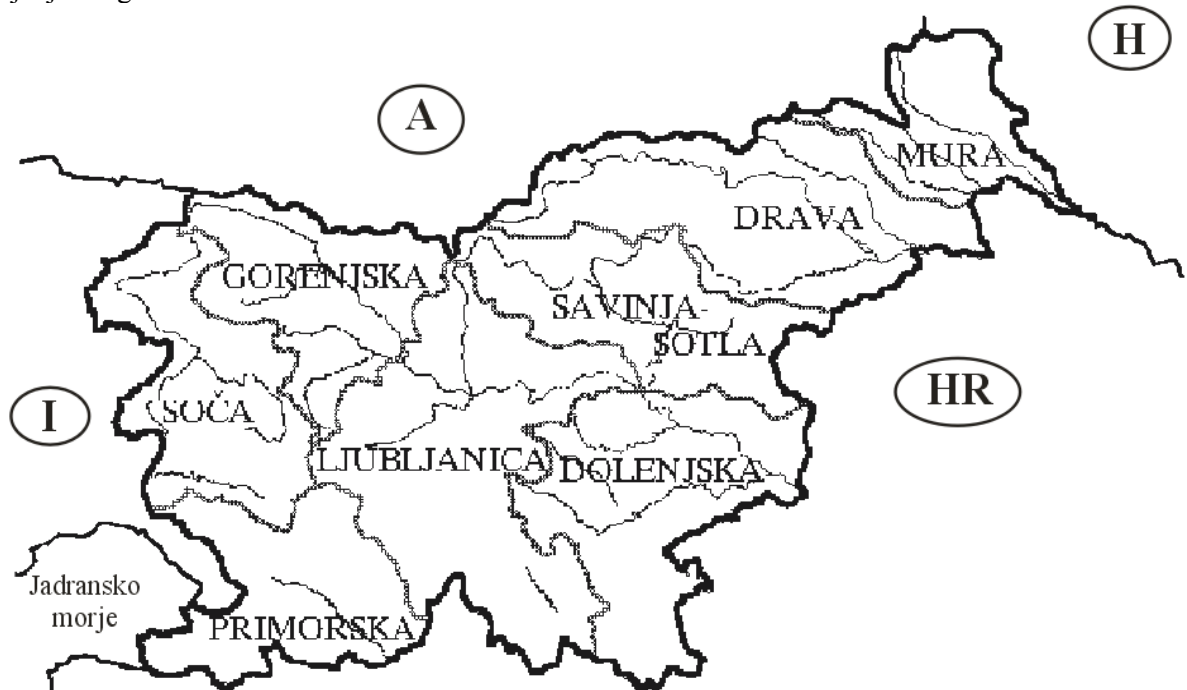 H
A
MURA
DRAVA
GORENJSKA
SAVINJA-
SOTLA
I
SOČA
HR
LJUBLJANICA
DOLENJSKA
Jadransko
morje
PRIMORSKA